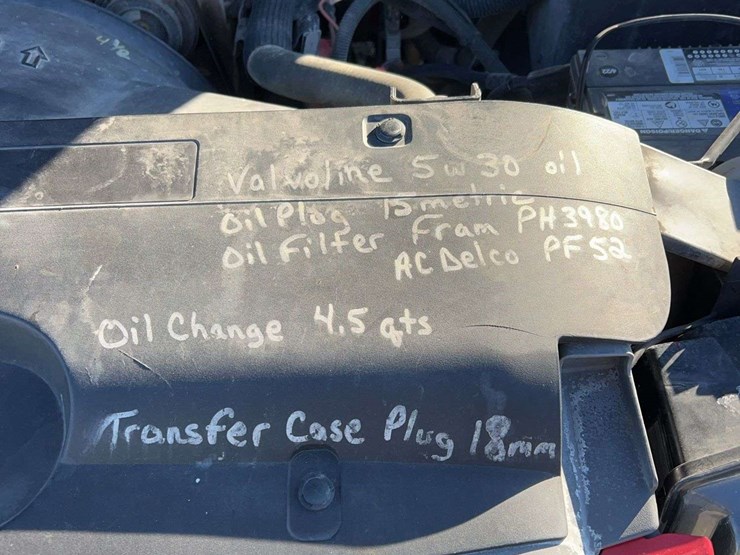 Valvoline 5w30 oil
Oil Plog 15metric
Oil Filter Fram PH3980
AC Delco PF52
Oil Change 4.5 qts
Transfer Case Plug 18mm